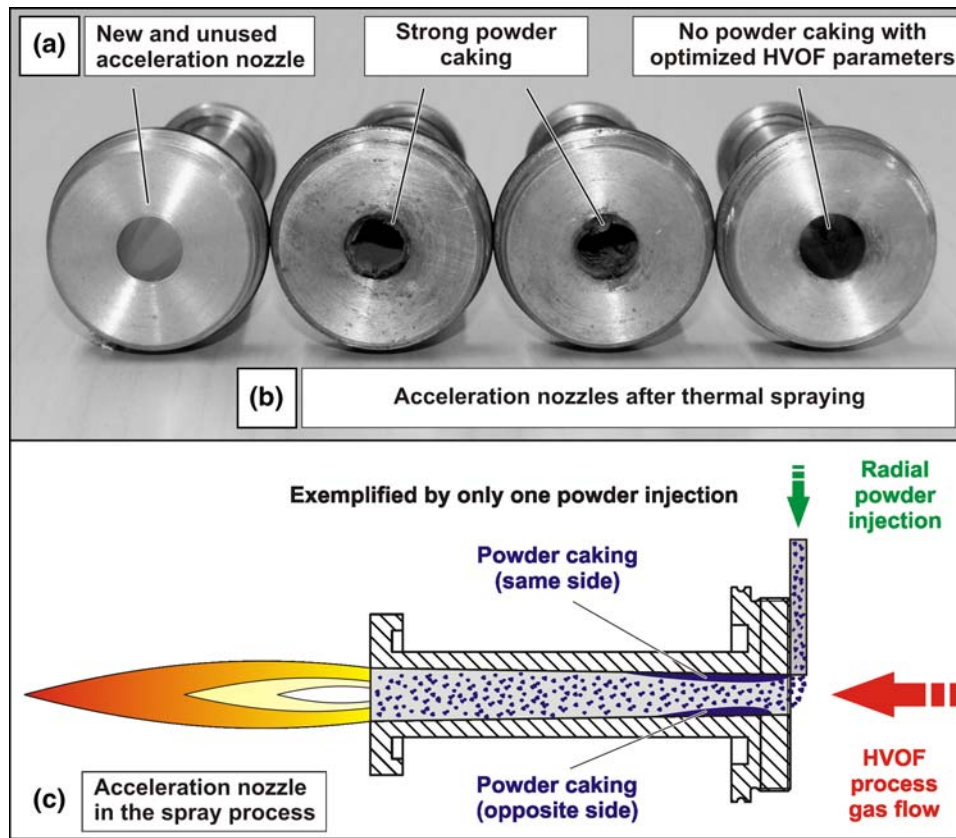 (a)
New and unused
acceleration nozzle
Strong powder
caking
No powder caking with
optimized HVOF parameters
(b)
Acceleration nozzles after thermal spraying
Exemplified by only one powder injection
Radial
powder
injection
Powder caking
(same side)
Powder caking
(opposite side)
HVOF
process
gas flow
(c)
Acceleration nozzle
in the spray process